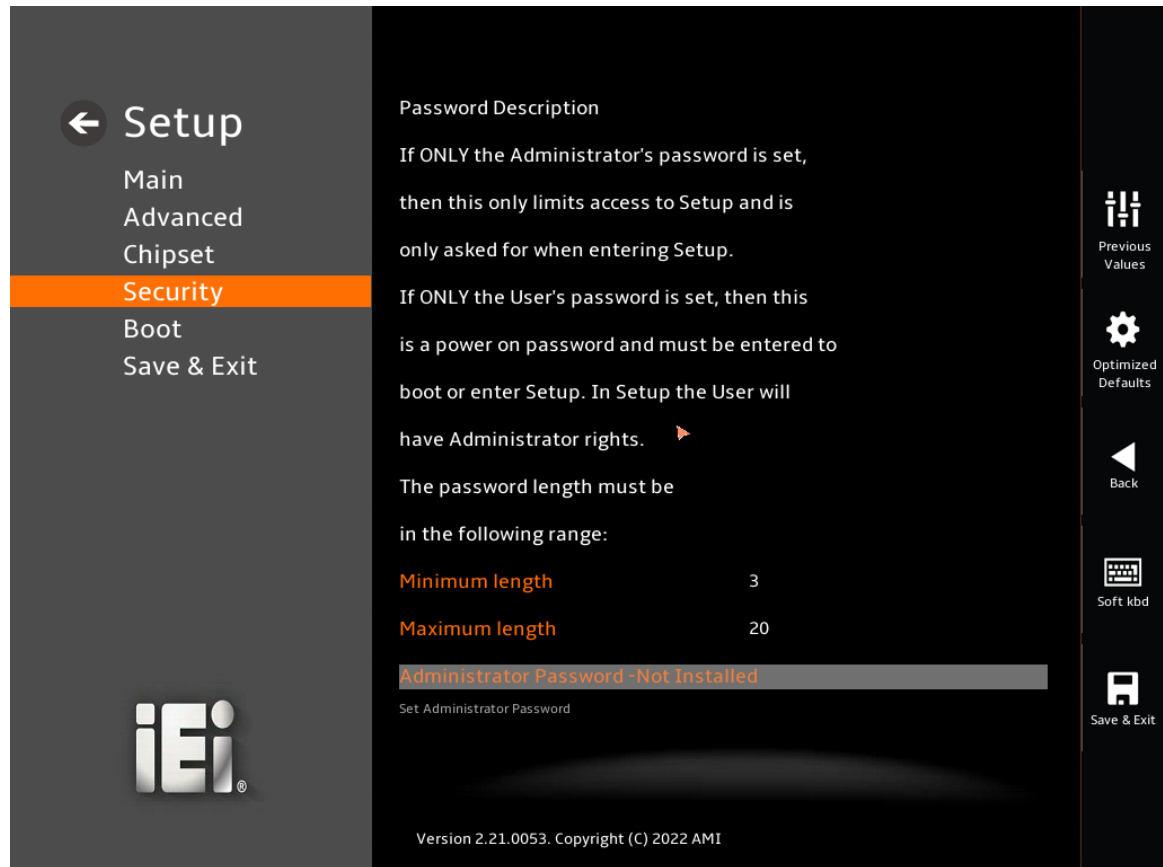 Setup
Main
Advanced
Chipset
Security
Boot
Save & Exit
Password Description
If ONLY the Administrator's password is set,
then this only limits access to Setup and is
only asked for when entering Setup.
If ONLY the User's password is set, then this
is a power on password and must be entered to
boot or enter Setup. In Setup the User will
have Administrator rights.
The password length must be
in the following range:
Minimum length 3
Maximum length 20
Administrator Password -Not Installed
Set Administrator Password
Version 2.21.0053. Copyright (C) 2022 AMI
Previous
Values
Optimized
Defaults
Back
Soft kbd
Save & Exit
iEi®